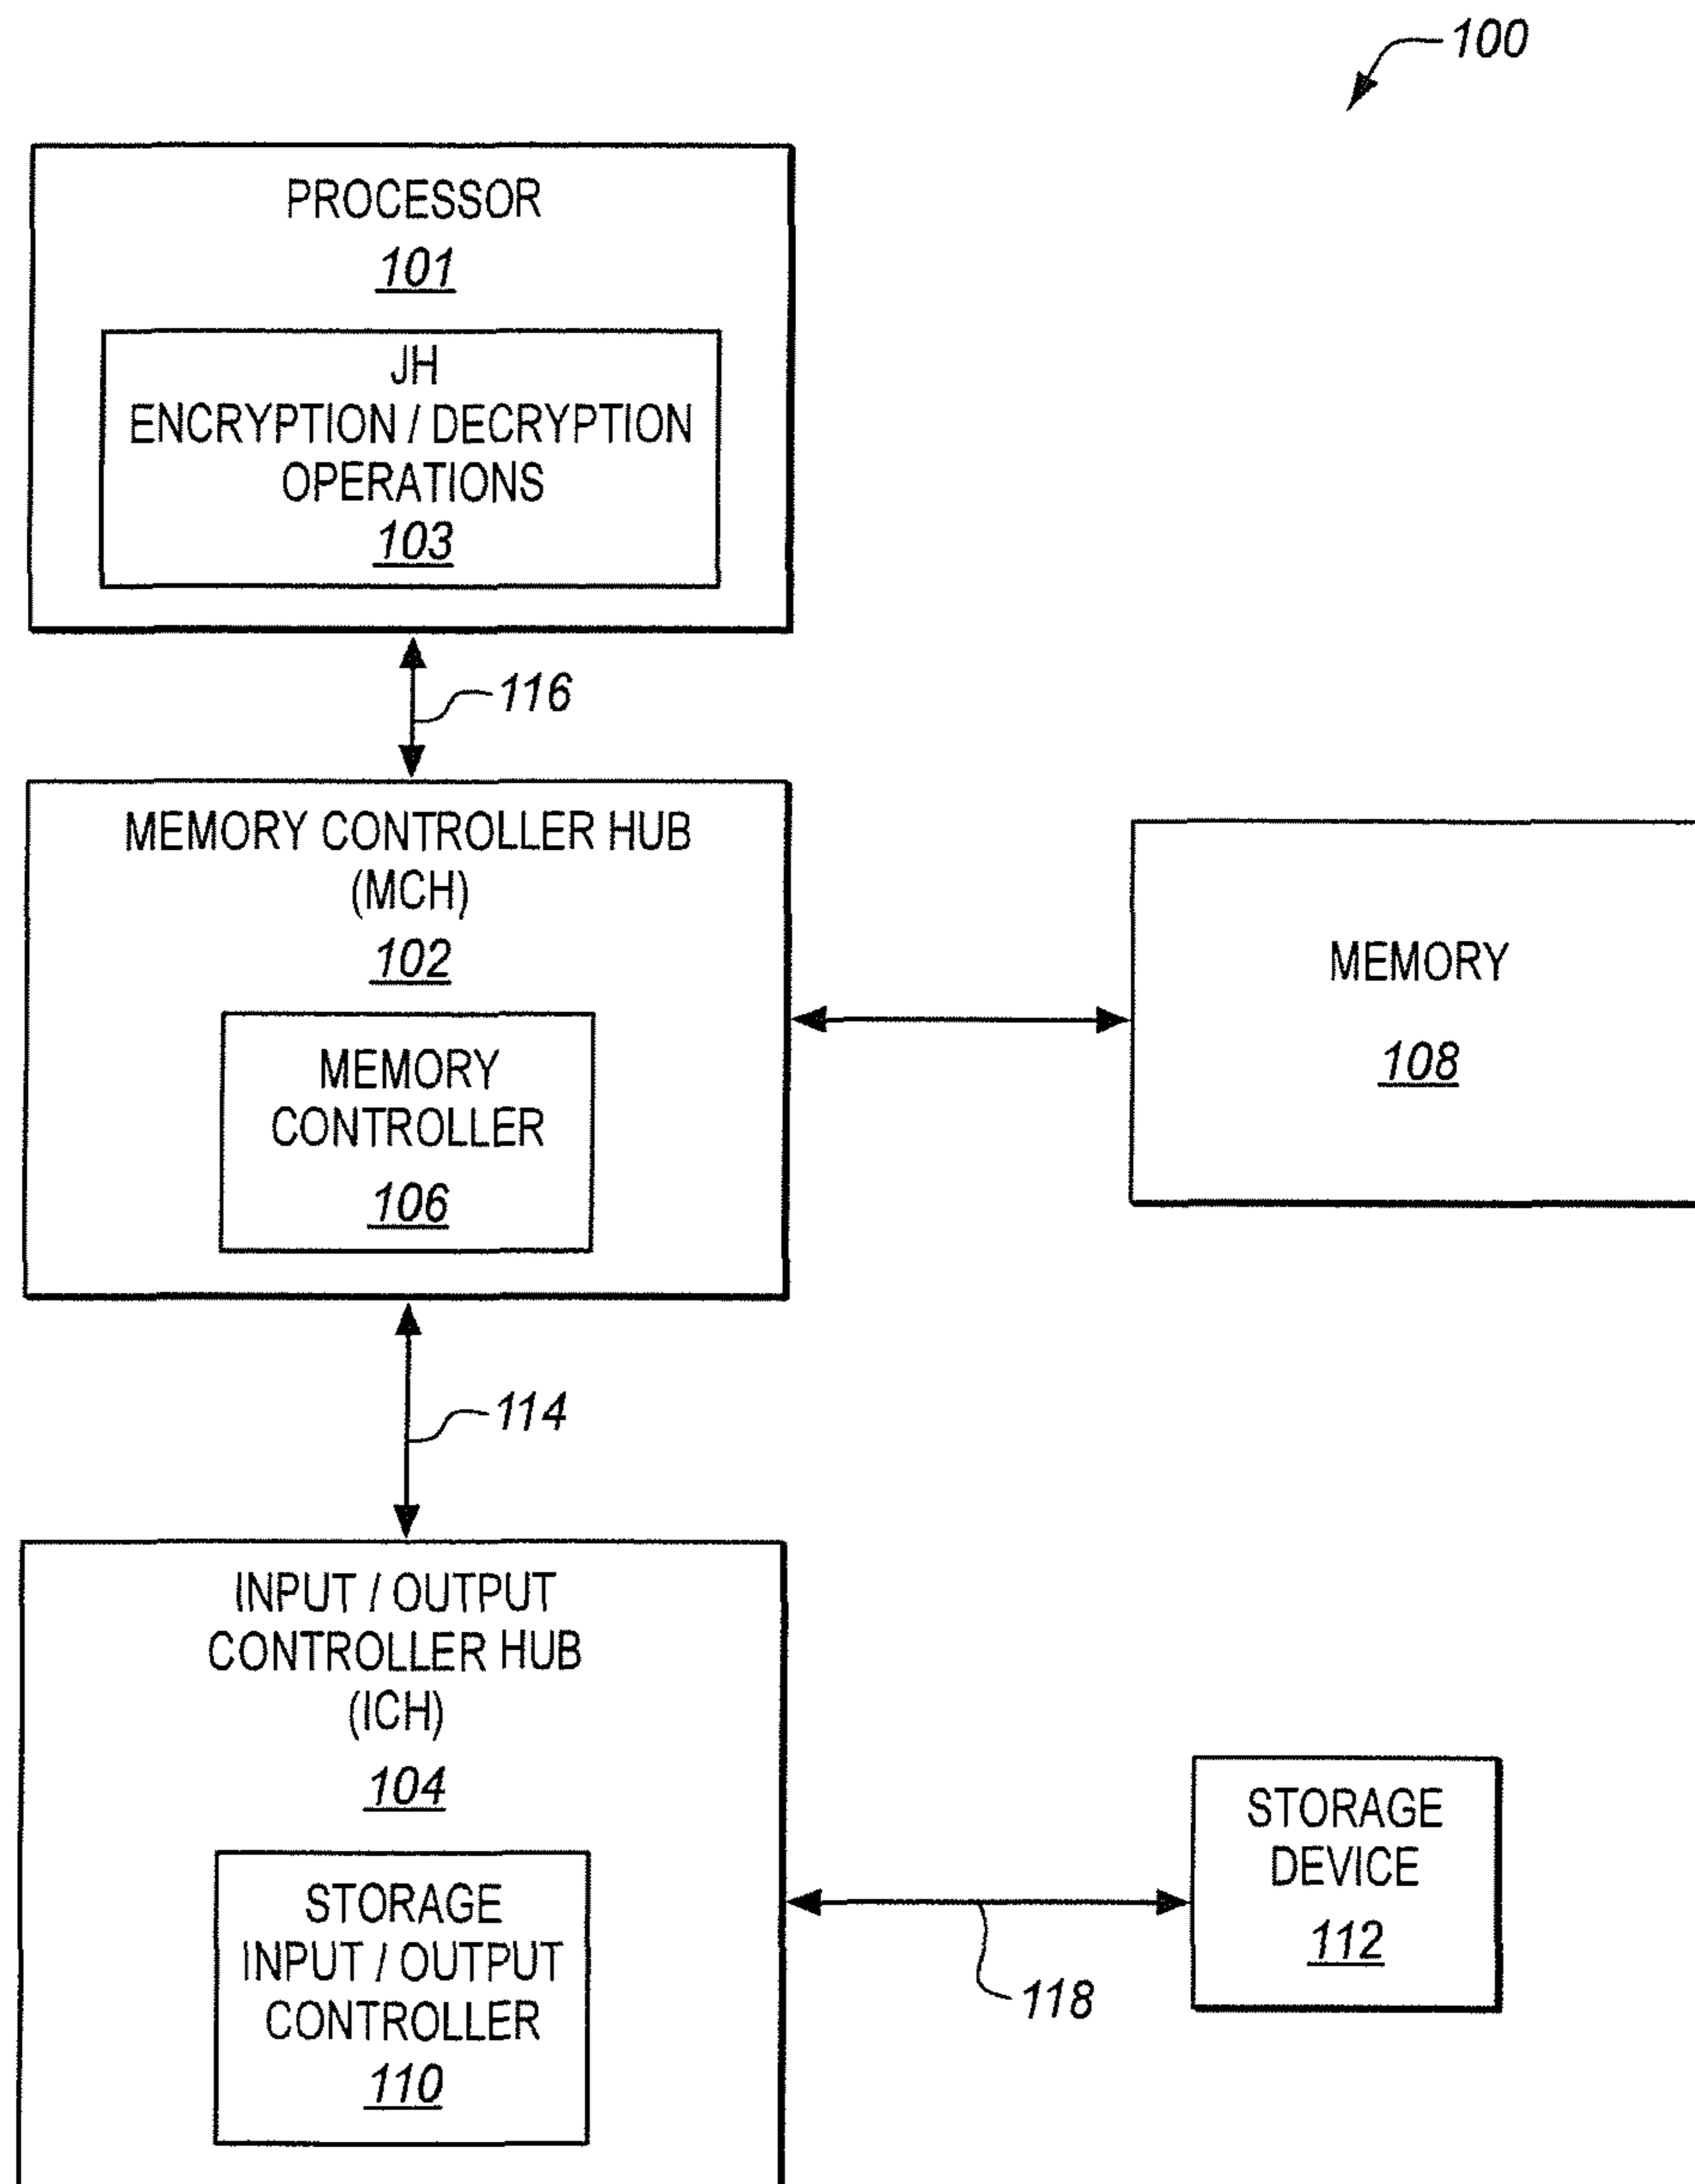 100
PROCESSOR
101
JH
ENCRYPTION / DECRYPTION
OPERATIONS
103
116
MEMORY CONTROLLER HUB
(MCH)
102
MEMORY
CONTROLLER
106
MEMORY
108
114
INPUT / OUTPUT
CONTROLLER HUB
(ICH)
104
STORAGE
INPUT / OUTPUT
CONTROLLER
110
118
STORAGE
DEVICE
112